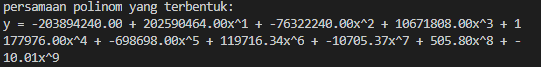 persamaan polinom yang terbentuk:
y = -203894240.00 + 202590464.00x^1 + -76322240.00x^2 + 10671808.00x^3 + 1
177976.00x^4 + -698698.00x^5 + 119716.34x^6 + -10705.37x^7 + 505.80x^8 + -
10.01x^9